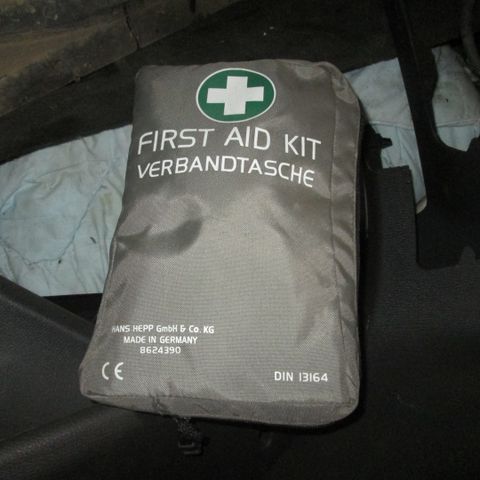 FIRST AID KIT
VERBANDTASCHE
HANS HEPP GmbH & Co. KG
MADE IN GERMANY
8624390
CE
DIN 13164